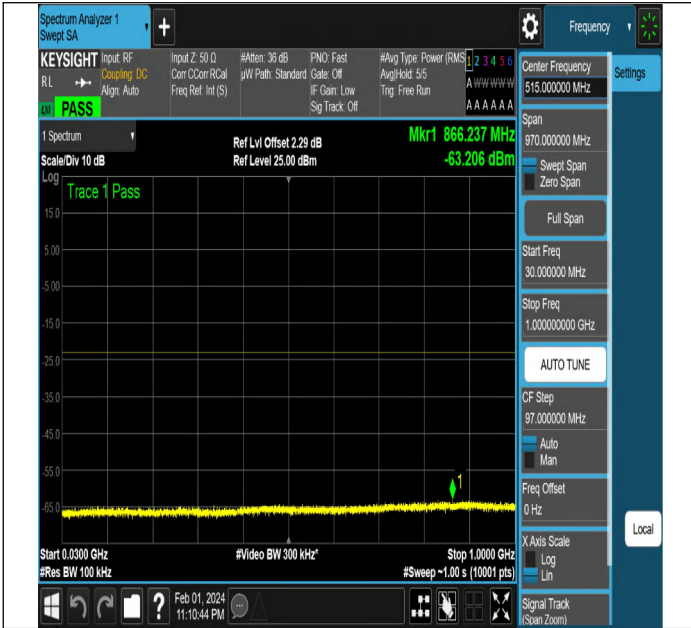 Spectrum Analyzer 1
Swept SA
+
Frequency
KEYSIGHT
RL
LXI
PASS
Input: RF
Coupling: DC
Align: Auto
Input Z: 50 Ω
Corr CCorr RCal
Freq Ref: Int (S)
#Atten: 36 dB
µW Path: Standard
PNO: Fast
Gate: Off
IF Gain: Low
Sig Track: Off
#Avg Type: Power (RMS
Avg|Hold: 5/5
Trig: Free Run
1 2 3 4 5 6
A W W W W W
A A A A A A
1 Spectrum
Scale/Div 10 dB
Ref Lvl Offset 2.29 dB
Ref Level 25.00 dBm
Mkr1 866.237 MHz
-63.206 dBm
Log
Trace 1 Pass
15.0
5.00
-5.00
-15.0
-25.0
-35.0
-45.0
-55.0
-65.0
1
Start 0.0300 GHz
#Res BW 100 kHz
#Video BW 300 kHz*
Stop 1.0000 GHz
#Sweep ~1.00 s (10001 pts)
?
Feb 01, 2024
11:10:44 PM
Center Frequency
515.000000 MHz
Span
970.000000 MHz
Swept Span
Zero Span
Full Span
Start Freq
30.000000 MHz
Stop Freq
1.000000000 GHz
AUTO TUNE
CF Step
97.000000 MHz
Auto
Man
Freq Offset
0 Hz
X Axis Scale
Log
Lin
Signal Track
(Span Zoom)
Settings
Local